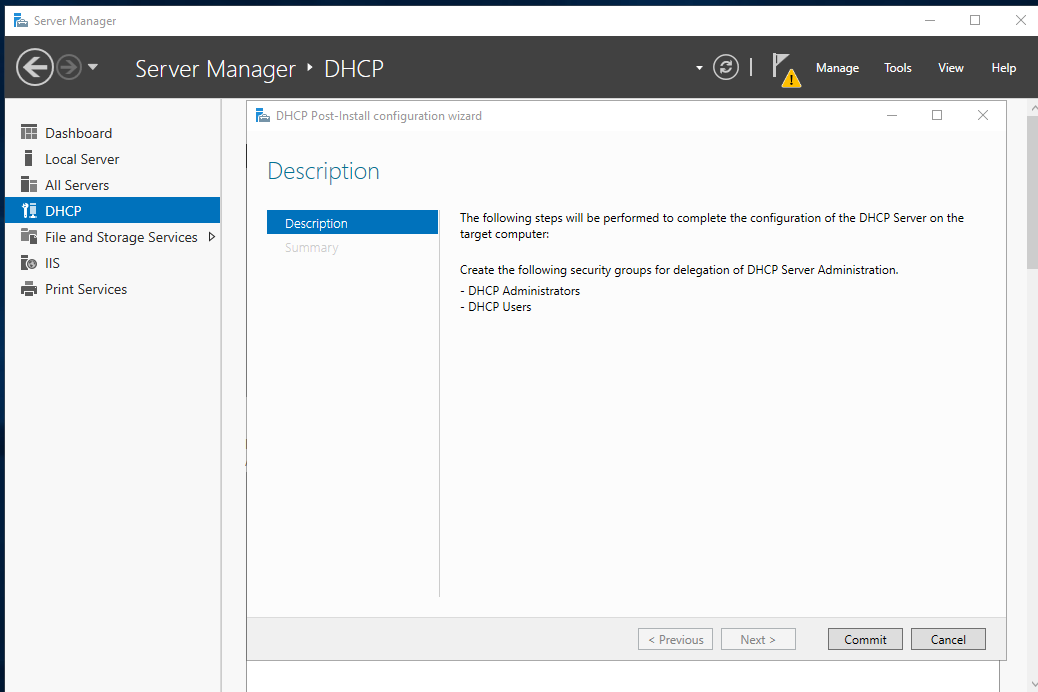 Server Manager
Server Manager ‣ DHCP
Manage
Tools
View
Help
Dashboard
Local Server
All Servers
DHCP
File and Storage Services
IIS
Print Services
DHCP Post-Install configuration wizard
Description
Description
Summary
The following steps will be performed to complete the configuration of the DHCP Server on the
target computer:
Create the following security groups for delegation of DHCP Server Administration.
- DHCP Administrators
- DHCP Users
< Previous
Next >
Commit
Cancel